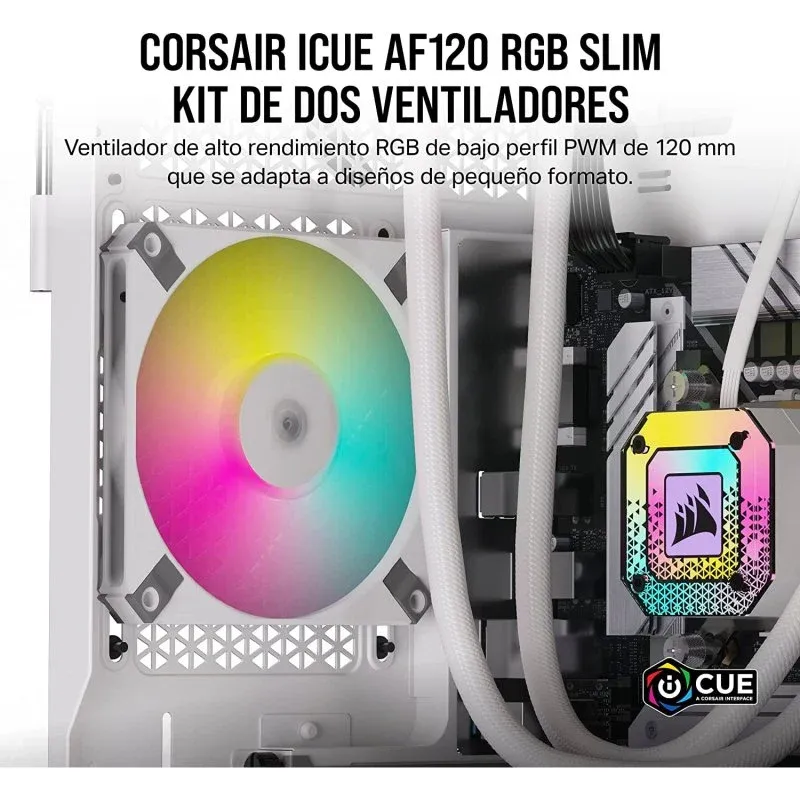 CORSAIR ICUE AF120 RGB SLIM
KIT DE DOS VENTILADORES
Ventilador de alto rendimiento RGB de bajo perfil PWM de 120 mm
que se adapta a diseños de pequeño formato.
CUE
A CORSAIR INTERFACE